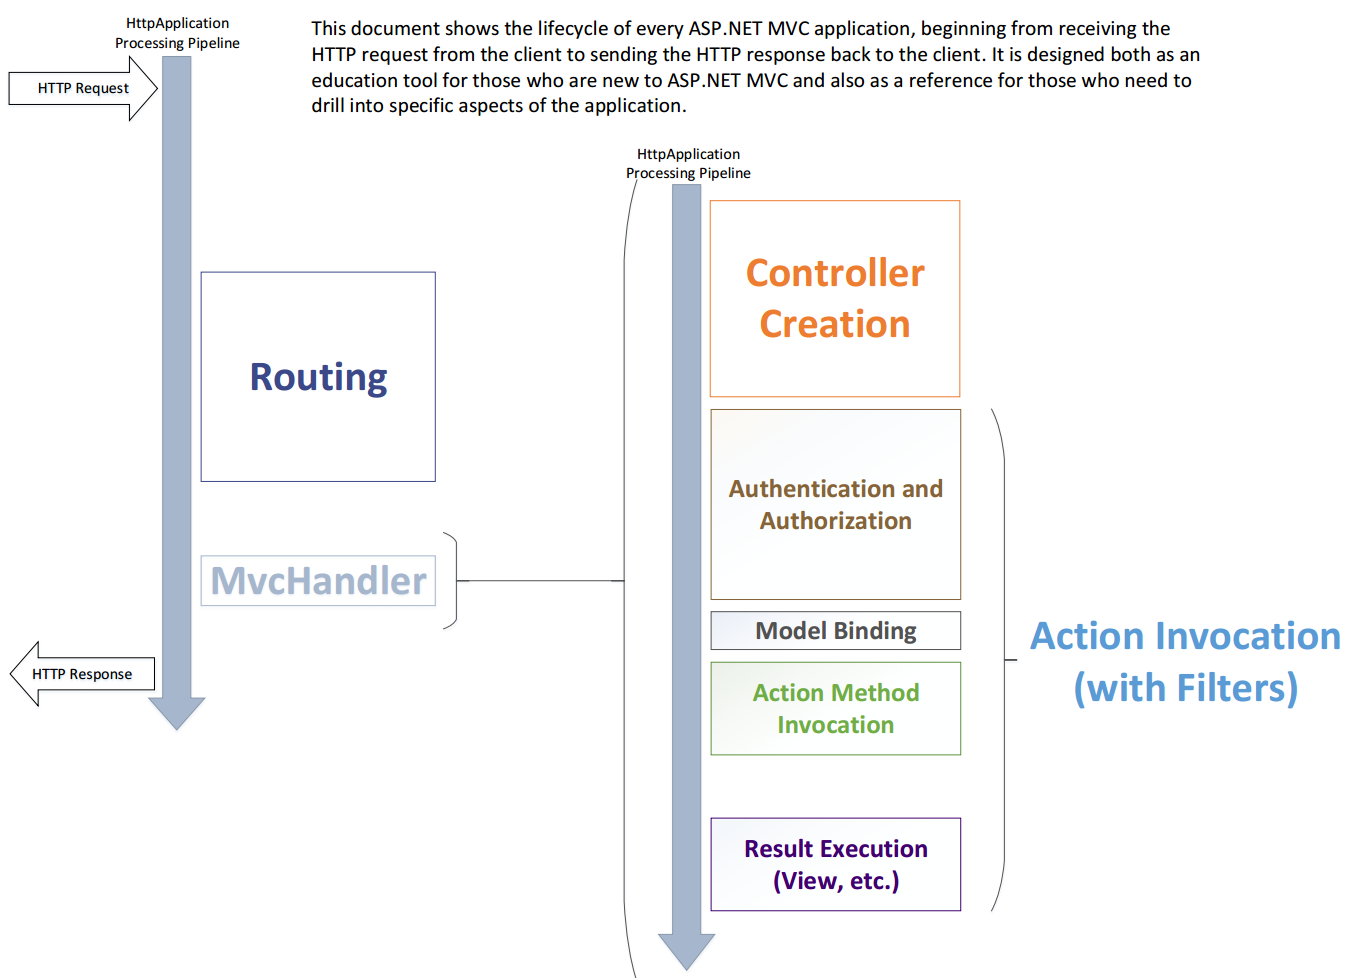 HttpApplication
Processing Pipeline
This document shows the lifecycle of every ASP.NET MVC application, beginning from receiving the
HTTP request from the client to sending the HTTP response back to the client. It is designed both as an
education tool for those who are new to ASP.NET MVC and also as a reference for those who need to
drill into specific aspects of the application.
HTTP Request
HttpApplication
Processing Pipeline
Controller
Creation
Routing
Authentication and
Authorization
MvcHandler
Model Binding
Action Invocation
(with Filters)
HTTP Response
Action Method
Invocation
Result Execution
(View, etc.)